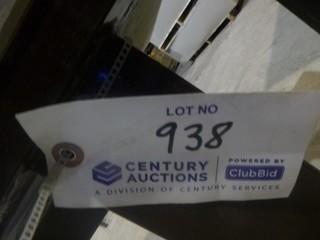 LOT NO
938
CENTURY AUCTIONS
POWERED BY
ClubBid
A DIVISION OF CENTURY SERVICES